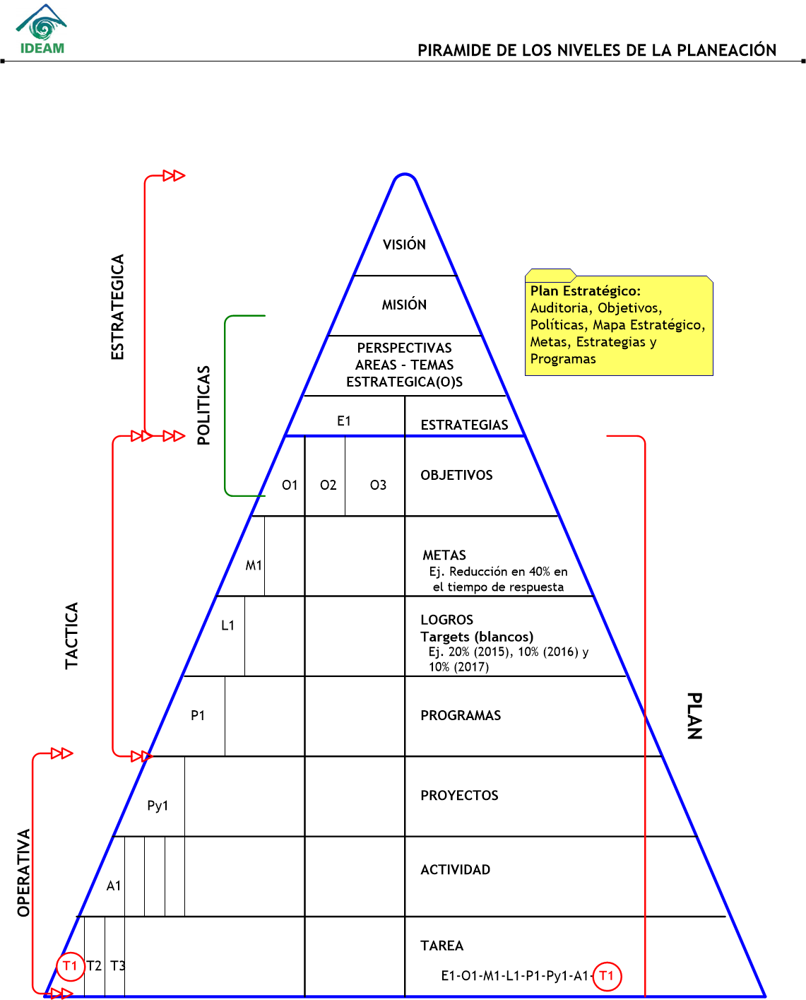 IDEAM
PIRAMIDE DE LOS NIVELES DE LA PLANEACIÓN
VISIÓN
MISIÓN
PERSPECTIVAS
AREAS - TEMAS
ESTRATEGICA(O)S
E1
ESTRATEGIAS
Plan Estratégico:
Auditoria, Objetivos,
Políticas, Mapa Estratégico,
Metas, Estrategias y
Programas
ESTRATEGICA
POLITICAS
O1
O2
O3
OBJETIVOS
M1
METAS
Ej. Reducción en 40% en
el tiempo de respuesta
TACTICA
L1
LOGROS
Targets (blancos)
Ej. 20% (2015), 10% (2016) y
10% (2017)
P1
PROGRAMAS
PLAN
Py1
PROYECTOS
OPERATIVA
A1
ACTIVIDAD
T1
T2
T3
TAREA
E1-O1-M1-L1-P1-Py1-A1-T1